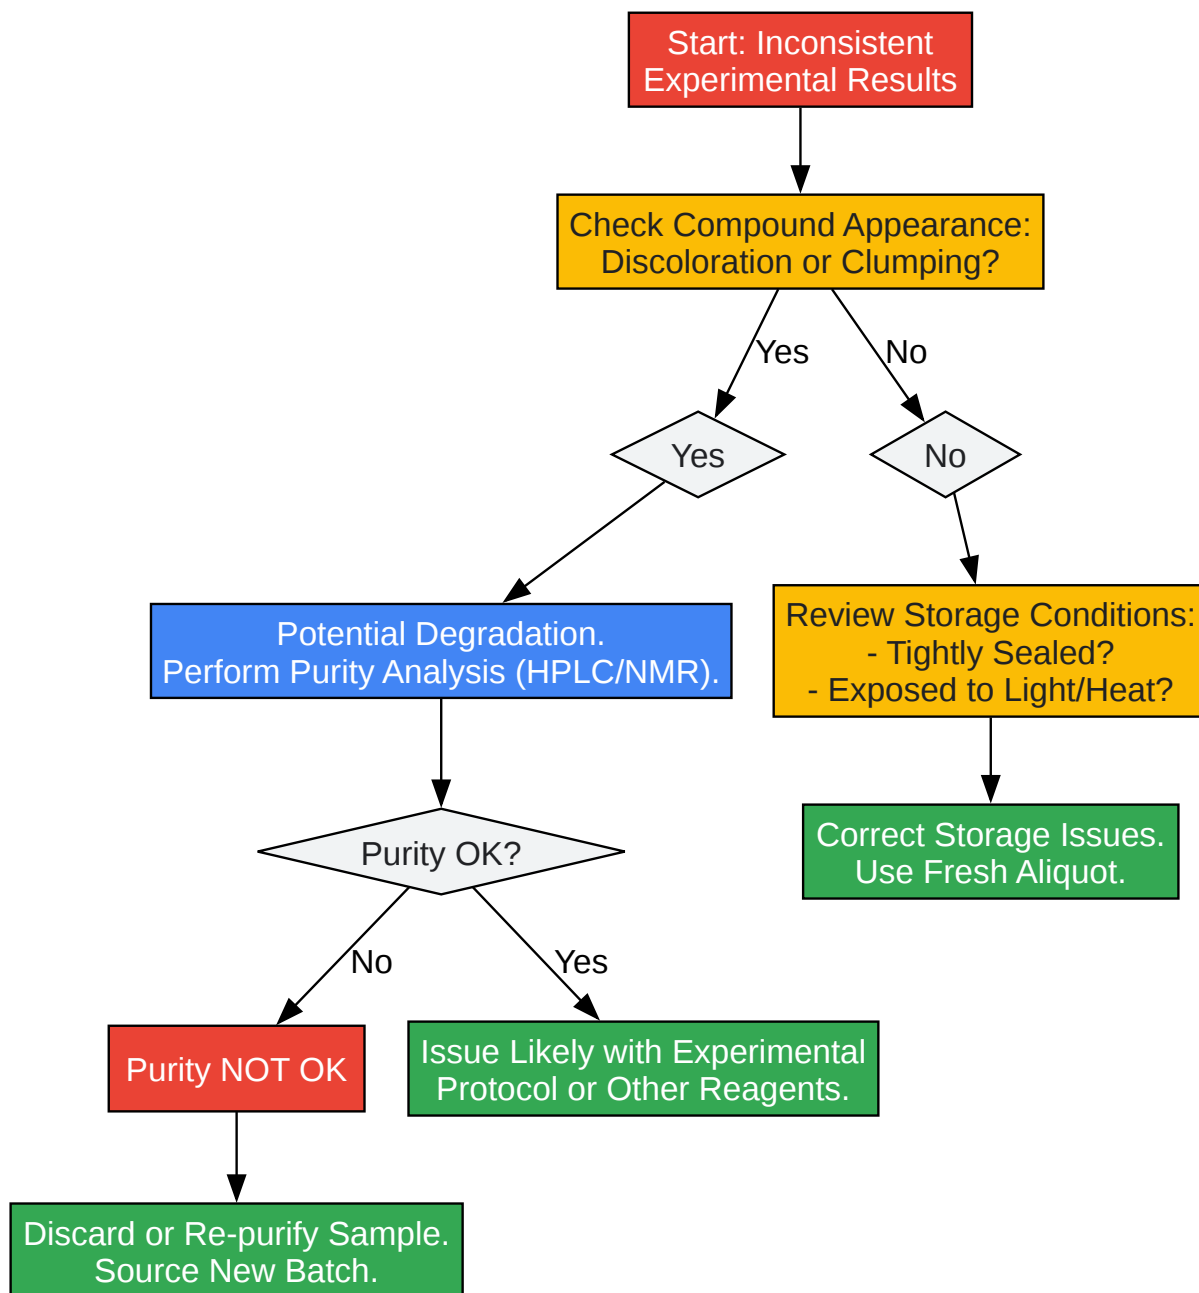 Start: Inconsistent
Experimental Results
Check Compound Appearance:
Discoloration or Clumping?
Yes
No
Yes
No
Potential Degradation.
Perform Purity Analysis (HPLC/NMR).
Review Storage Conditions:
- Tightly Sealed?
- Exposed to Light/Heat?
Purity OK?
Correct Storage Issues.
Use Fresh Aliquot.
No
Yes
Purity NOT OK
Issue Likely with Experimental
Protocol or Other Reagents.
Discard or Re-purify Sample.
Source New Batch.